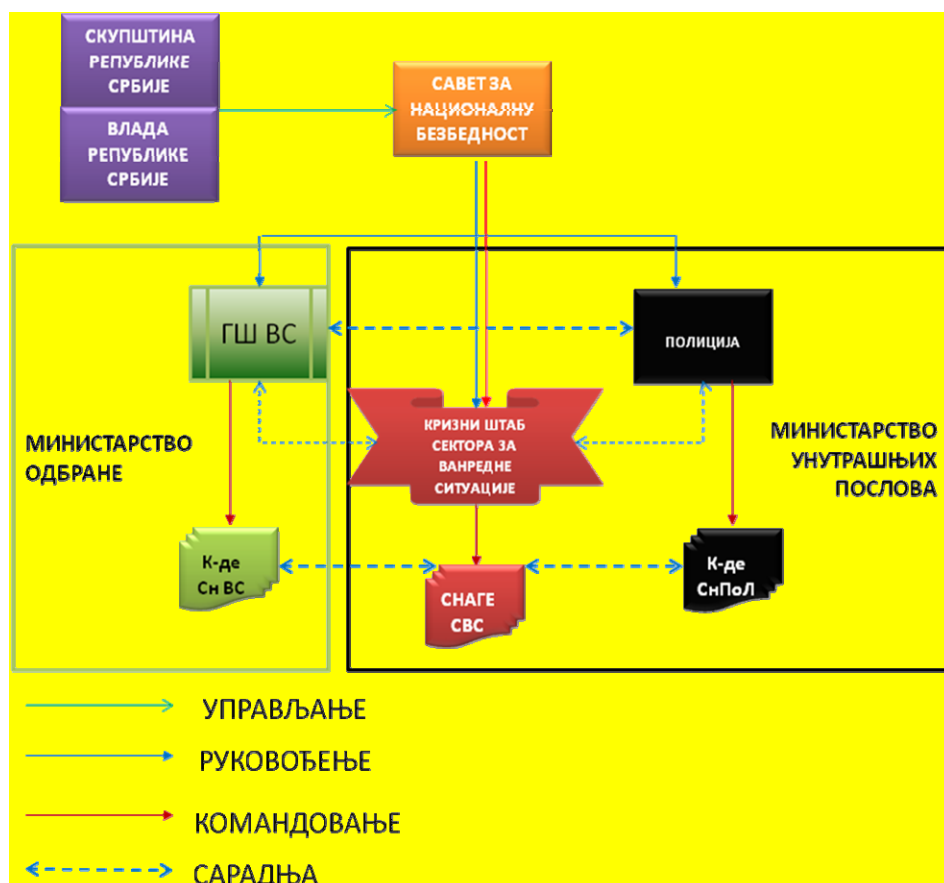 СКУПШТИНА
РЕПУБЛИКЕ
СРБИЈЕ
ВЛАДА
РЕПУБЛИКЕ
СРБИЈЕ
САВЕТ ЗА
НАЦИОНАЛНУ
БЕЗБЕДНОСТ
ГШ ВС
ПОЛИЦИЈА
КРИЗНИ ШТАБ
СЕКТОРА ЗА
ВАНРЕДНЕ
СИТУАЦИЈЕ
МИНИСТАРСТВО
ОДБРАНЕ
МИНИСТАРСТВО
УНУТРАШЊИХ
ПОСЛОВА
К-де
Сн ВС
СНАГЕ
СВС
К-де
СнПоЛ
УПРАВЉАЊЕ
РУКОВОЂЕЊЕ
КОМАНДОВАЊЕ
САРАДЊА